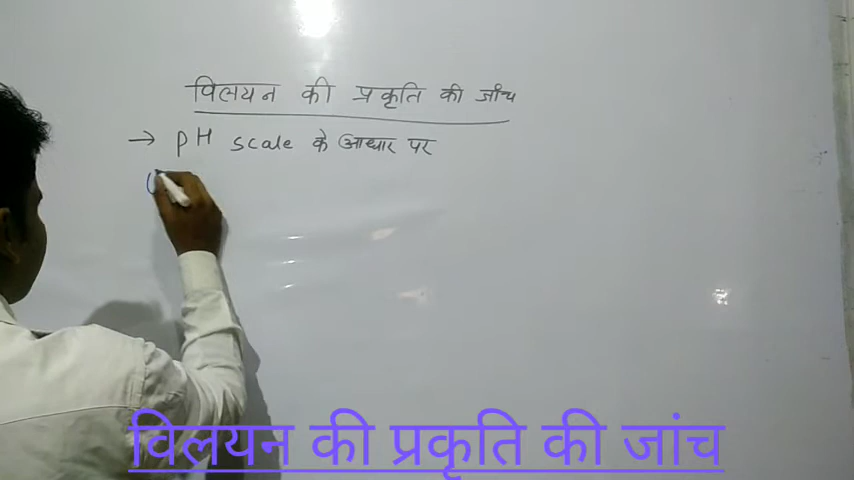 विलयन की प्रकृति की जाँच
→ PH scale के आधार पर
(
विलयन की प्रकृति की जांच